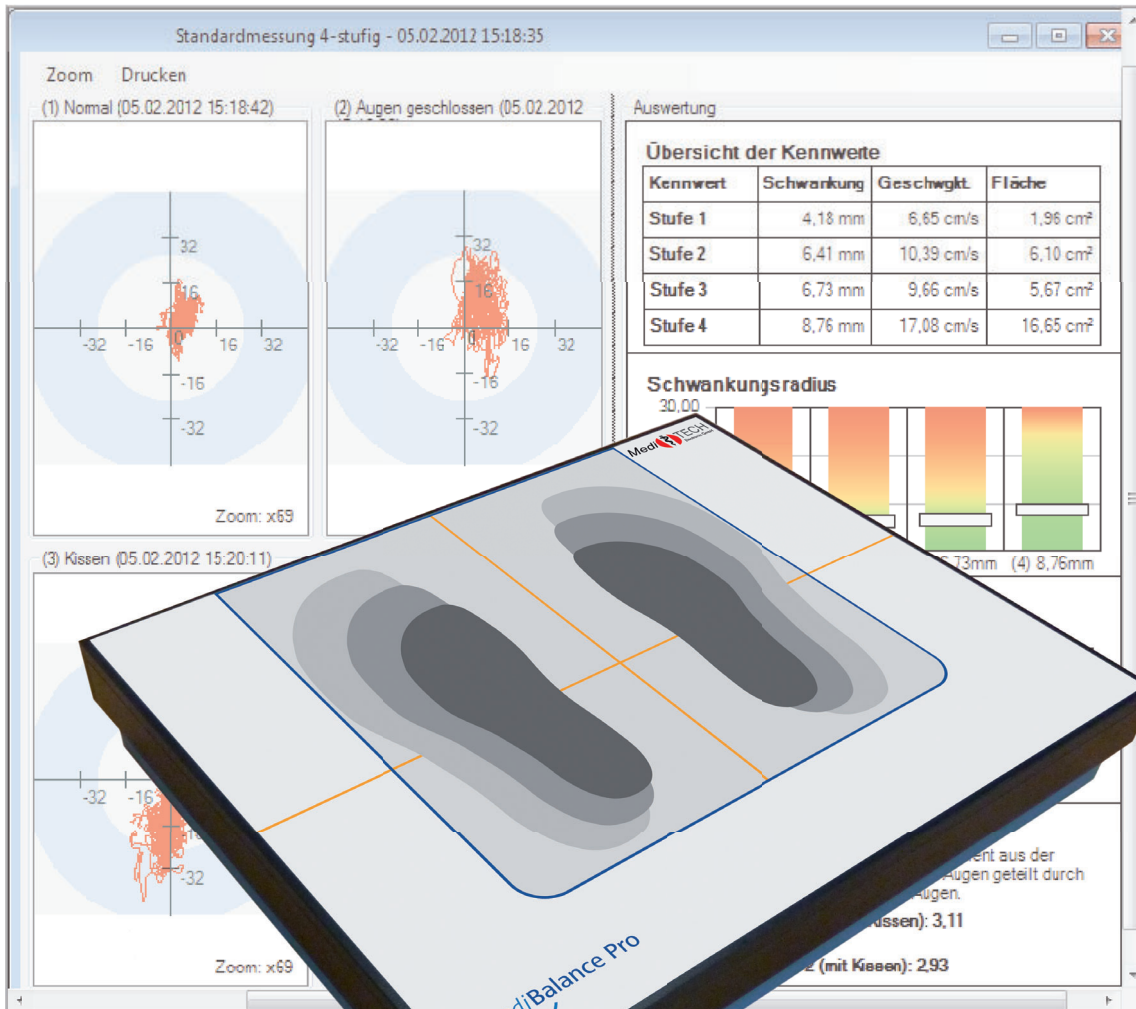 Standardmessung 4-stufig - 05.02.2012 15:18:35
Zoom Drucken
(1) Normal (05.02.2012 15:18:42)
32
16
0
-32 -16 16 32
-16
-32
Zoom: x69
(2) Augen geschlossen (05.02.2012
32
16
0
-32 -16 16 32
-16
-32
(3) Kissen (05.02.2012 15:20:11)
-32 -16
-32
Zoom: x69
Auswertung
Übersicht der Kennwerte
Kennwert Schwankung Geschwgkt. Fläche
Stufe 1 4,18 mm 6,65 cm/s 1,96 cm²
Stufe 2 6,41 mm 10,39 cm/s 6,10 cm²
Stufe 3 6,73 mm 9,66 cm/s 5,67 cm²
Stufe 4 8,76 mm 17,08 cm/s 16,65 cm²
Schwankungsradius
30,00
73mm (4) 8,76mm
aus der
Augen geteilt durch
Augen.
Kissen): 3,11
2 (mit Kissen): 2,93
MediTECH
diBalance Pro